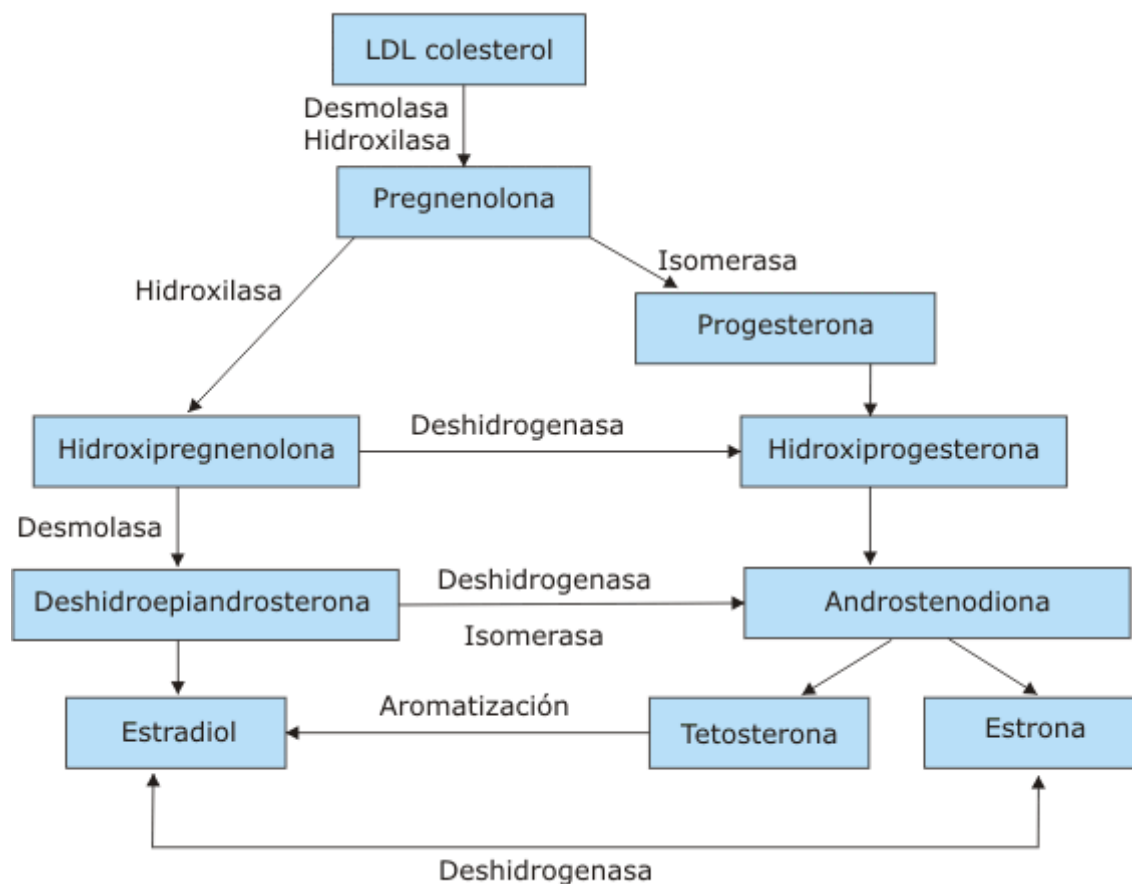 LDL colesterol
Desmolasa
Hidroxilasa
Pregnenolona
Isomerasa
Hidroxilasa
Progesterona
Deshidrogenasa
Hidroxipregnenolona
Hidroxiprogesterona
Desmolasa
Deshidrogenasa
Deshidroepiandrosterona
Androstenodiona
Isomerasa
Aromatización
Estradiol
Tetosterona
Estrona
Deshidrogenasa